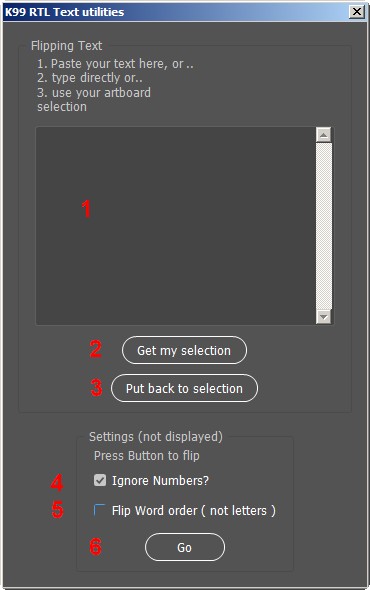 K99 RTL Text utilities
Flipping Text
1. Paste your text here, or ..
2. type directly or..
3. use your artboard
selection
1
2 Get my selection
3 Put back to selection
Settings (not displayed)
Press Button to flip
4 Ignore Numbers?
5 Flip Word order ( not letters )
6 Go